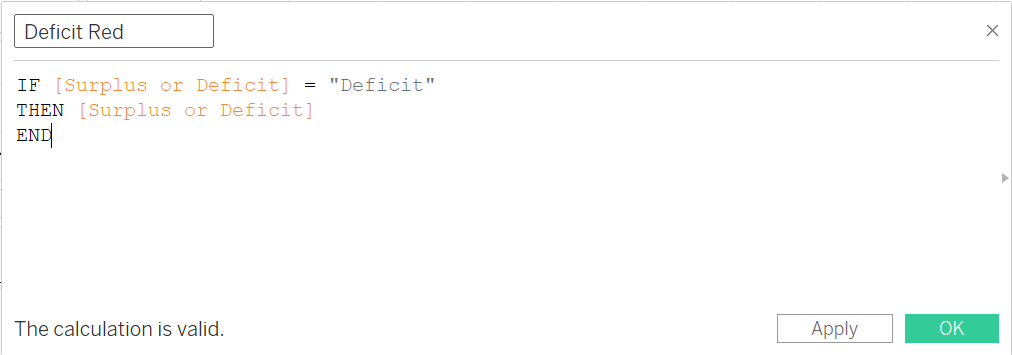 Deficit Red
IF [Surplus or Deficit] = "Deficit"
THEN [Surplus or Deficit]
END
The calculation is valid.
Apply
OK